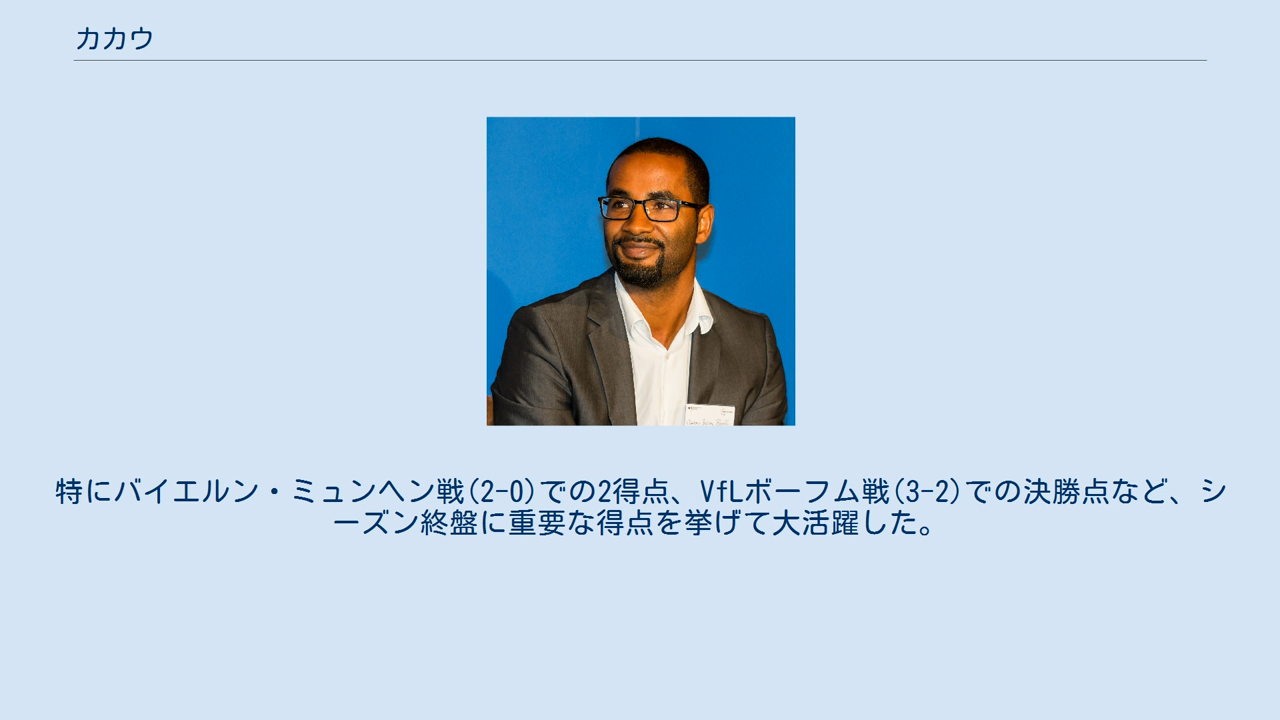 カカウ
特にバイエルン・ミュンヘン戦(2-0)での2得点、VfLボーフム戦(3-2)での決勝点など、シ
ーズン終盤に重要な得点を挙げて大活躍した。